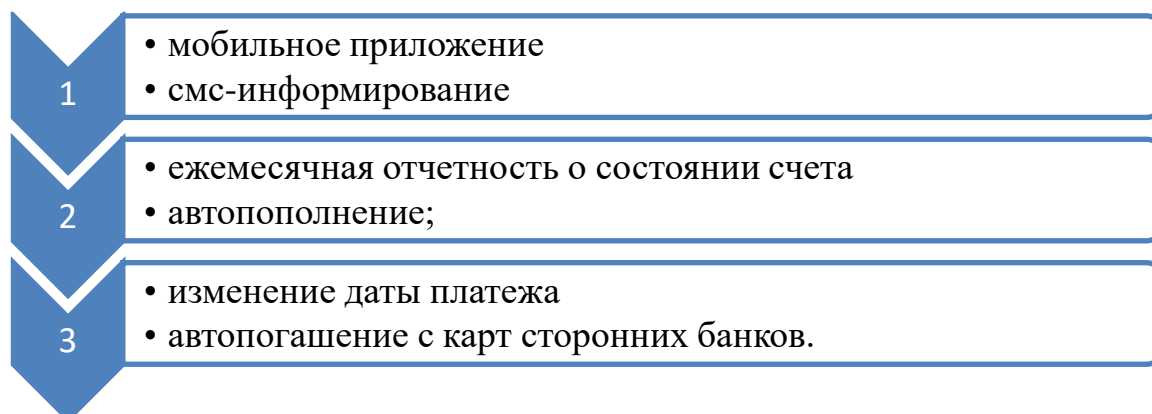 1
• мобильное приложение
• смс-информирование
2
• ежемесячная отчетность о состоянии счета
• автопополнение;
3
• изменение даты платежа
• автопогашение с карт сторонних банков.